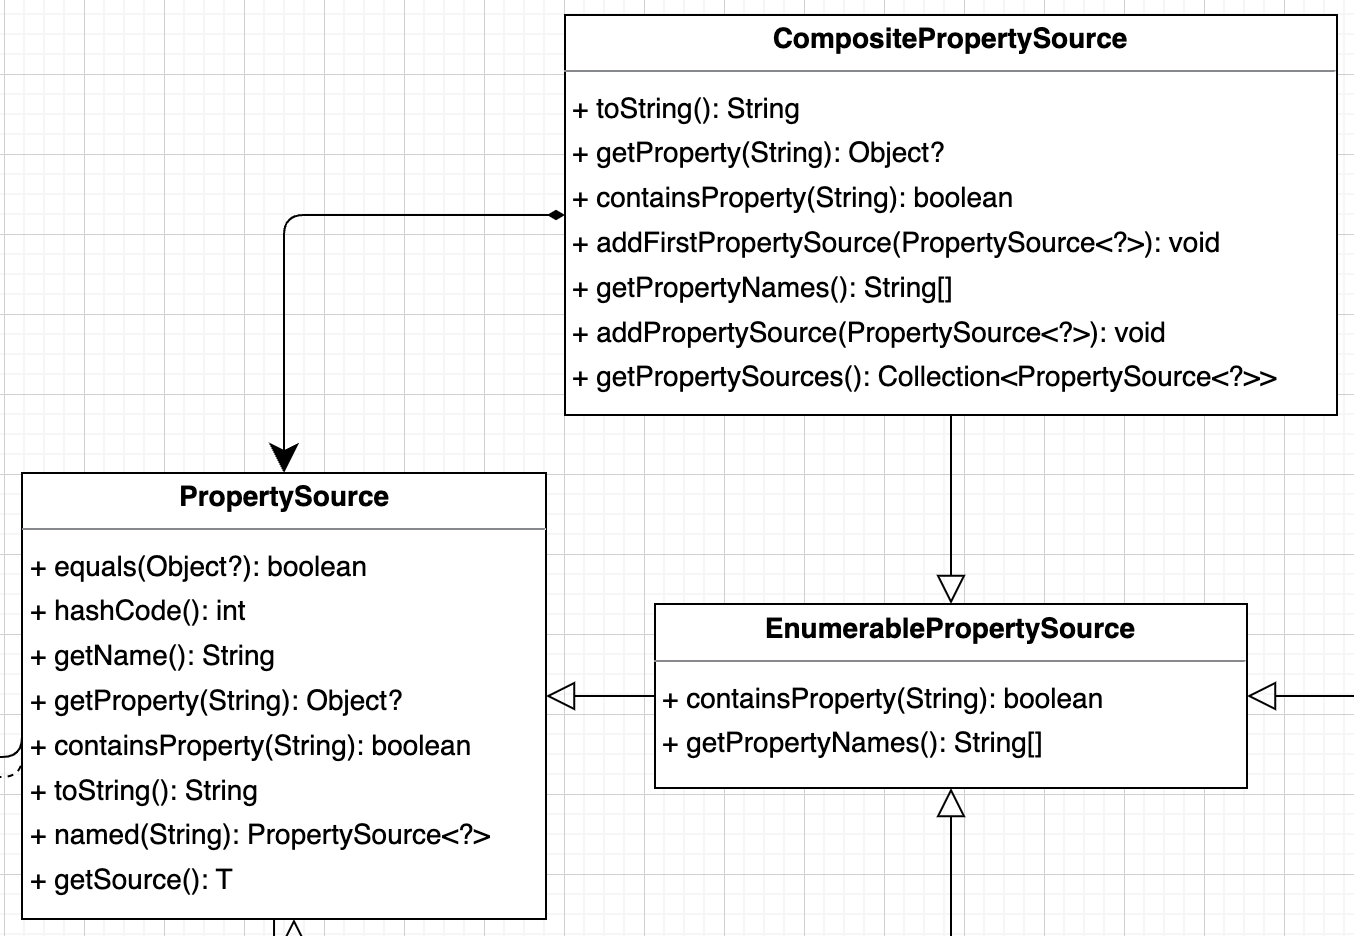 CompositePropertySource
+ toString(): String
+ getProperty(String): Object?
+ containsProperty(String): boolean
+ addFirstPropertySource(PropertySource<?>): void
+ getPropertyNames(): String[]
+ addPropertySource(PropertySource<?>): void
+ getPropertySources(): Collection<PropertySource<?>>
PropertySource
+ equals(Object?): boolean
+ hashCode(): int
+ getName(): String
+ getProperty(String): Object?
+ containsProperty(String): boolean
+ toString(): String
+ named(String): PropertySource<?>
+ getSource(): T
EnumerablePropertySource
+ containsProperty(String): boolean
+ getPropertyNames(): String[]